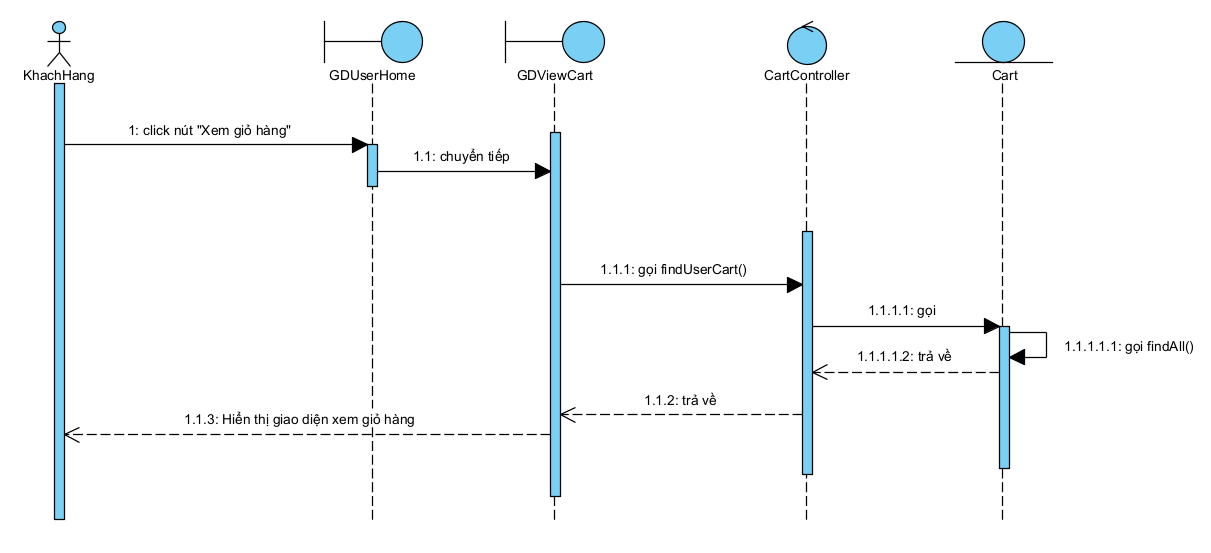 KhachHang
GDUserHome
GDViewCart
CartController
Cart
1: click nút "Xem giỏ hàng"
1.1: chuyển tiếp
1.1.1: gọi findUserCart()
1.1.1.1: gọi
1.1.1.1.1: gọi findAll()
1.1.1.1.2: trả về
1.1.2: trả về
1.1.3: Hiển thị giao diện xem giỏ hàng